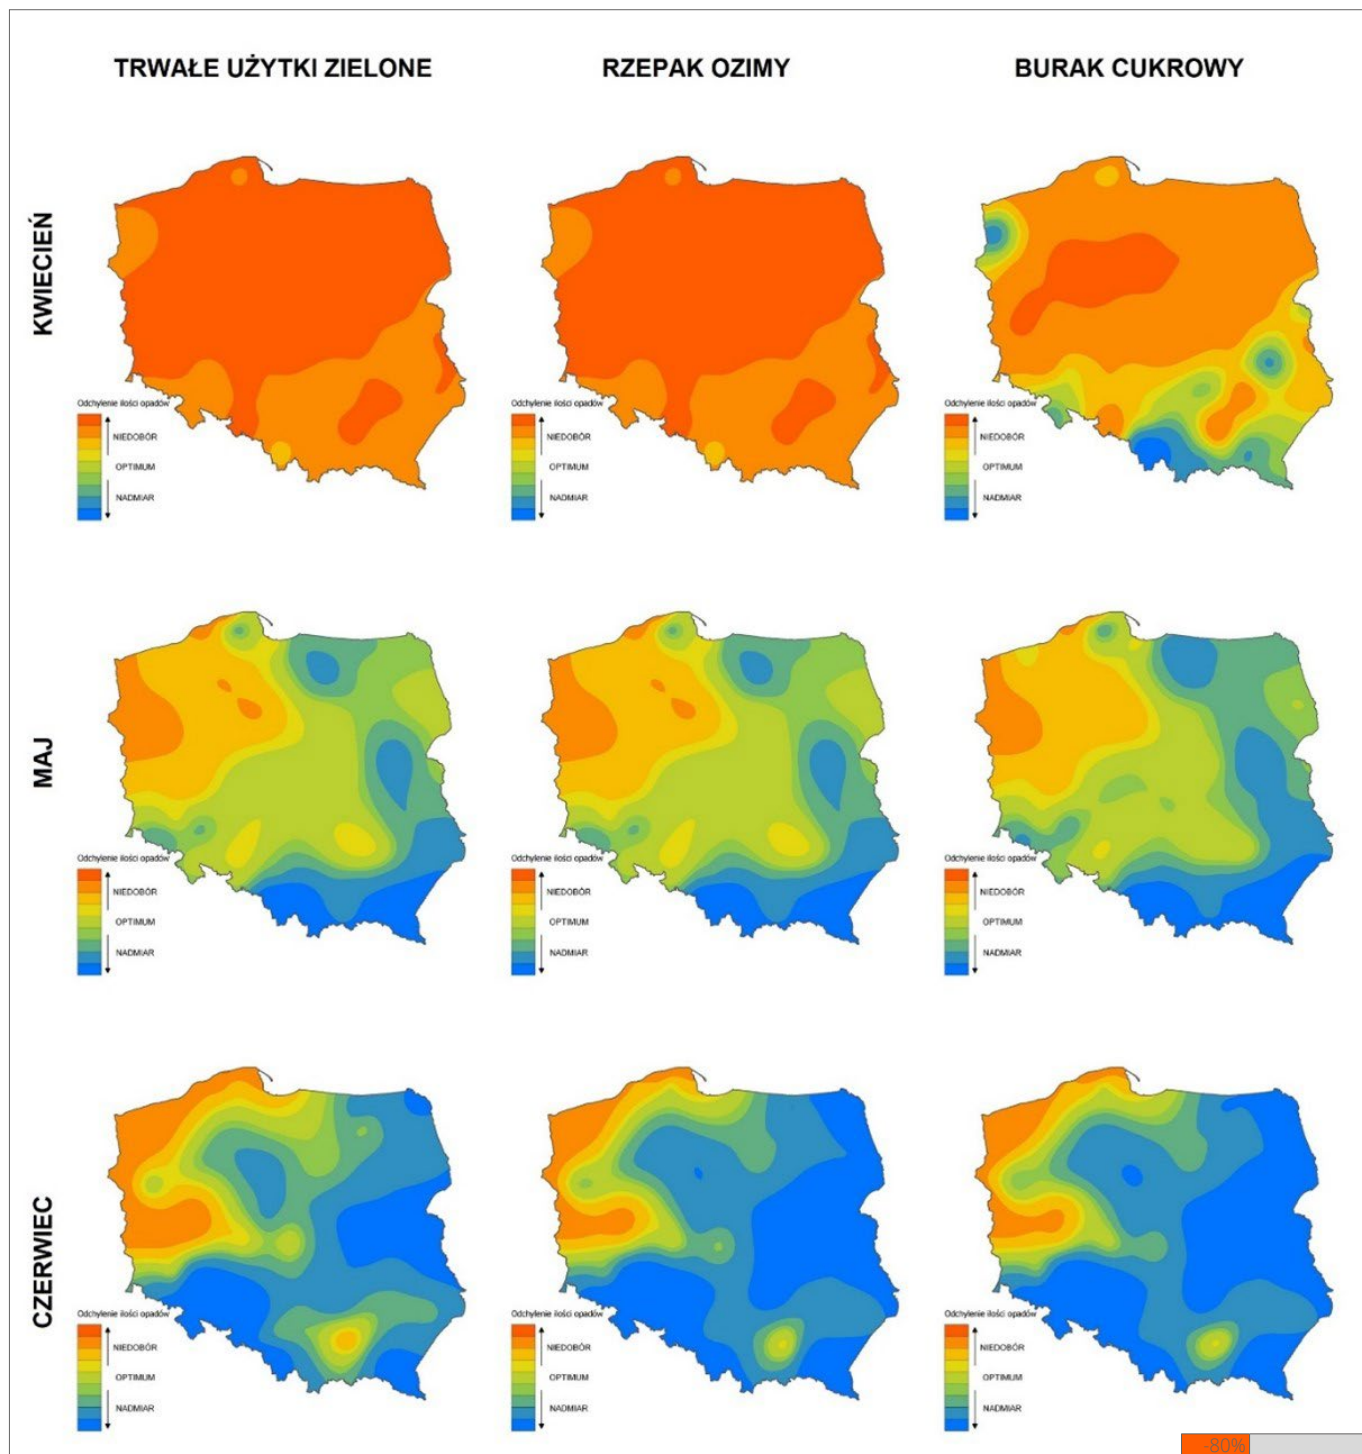 TRWAŁE UŻYTKI ZIELONE
RZEPAK OZIMY
BURAK CUKROWY
KWIECIEŃ
Odchylenie ilości opadów
NIEDOBÓR
OPTIMUM
NADMIAR
Odchylenie ilości opadów
NIEDOBÓR
OPTIMUM
NADMIAR
Odchylenie ilości opadów
NIEDOBÓR
OPTIMUM
NADMIAR
MAJ
Odchylenie ilości opadów
NIEDOBÓR
OPTIMUM
NADMIAR
Odchylenie ilości opadów
NIEDOBÓR
OPTIMUM
NADMIAR
Odchylenie ilości opadów
NIEDOBÓR
OPTIMUM
NADMIAR
CZERWIEC
Odchylenie ilości opadów
NIEDOBÓR
OPTIMUM
NADMIAR
Odchylenie ilości opadów
NIEDOBÓR
OPTIMUM
NADMIAR
Odchylenie ilości opadów
NIEDOBÓR
OPTIMUM
NADMIAR
-80%